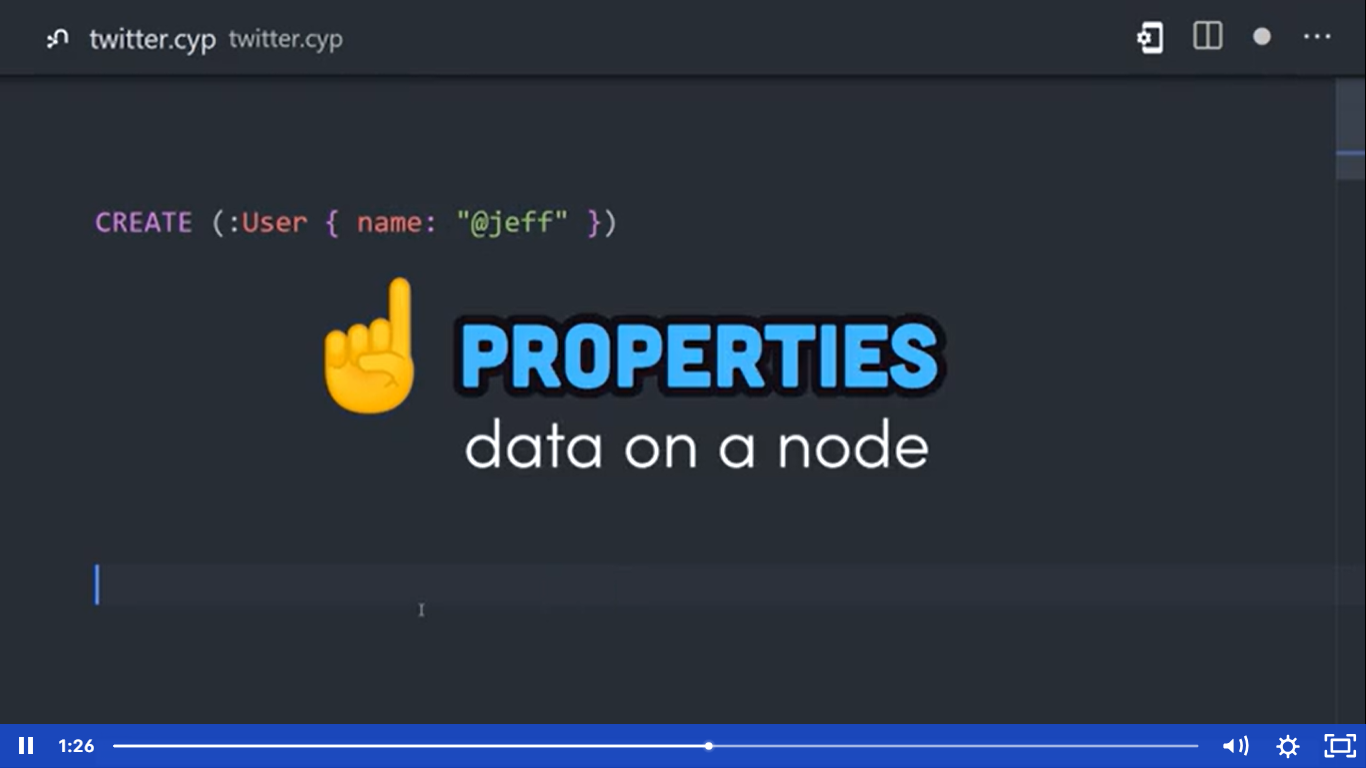 twitter.cyp twitter.cyp
CREATE (:User { name: "@jeff" })
PROPERTIES
data on a node
1:26